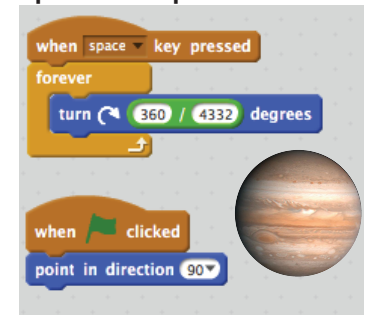 when space key pressed
forever
turn 360 / 4332 degrees
when clicked
point in direction 90